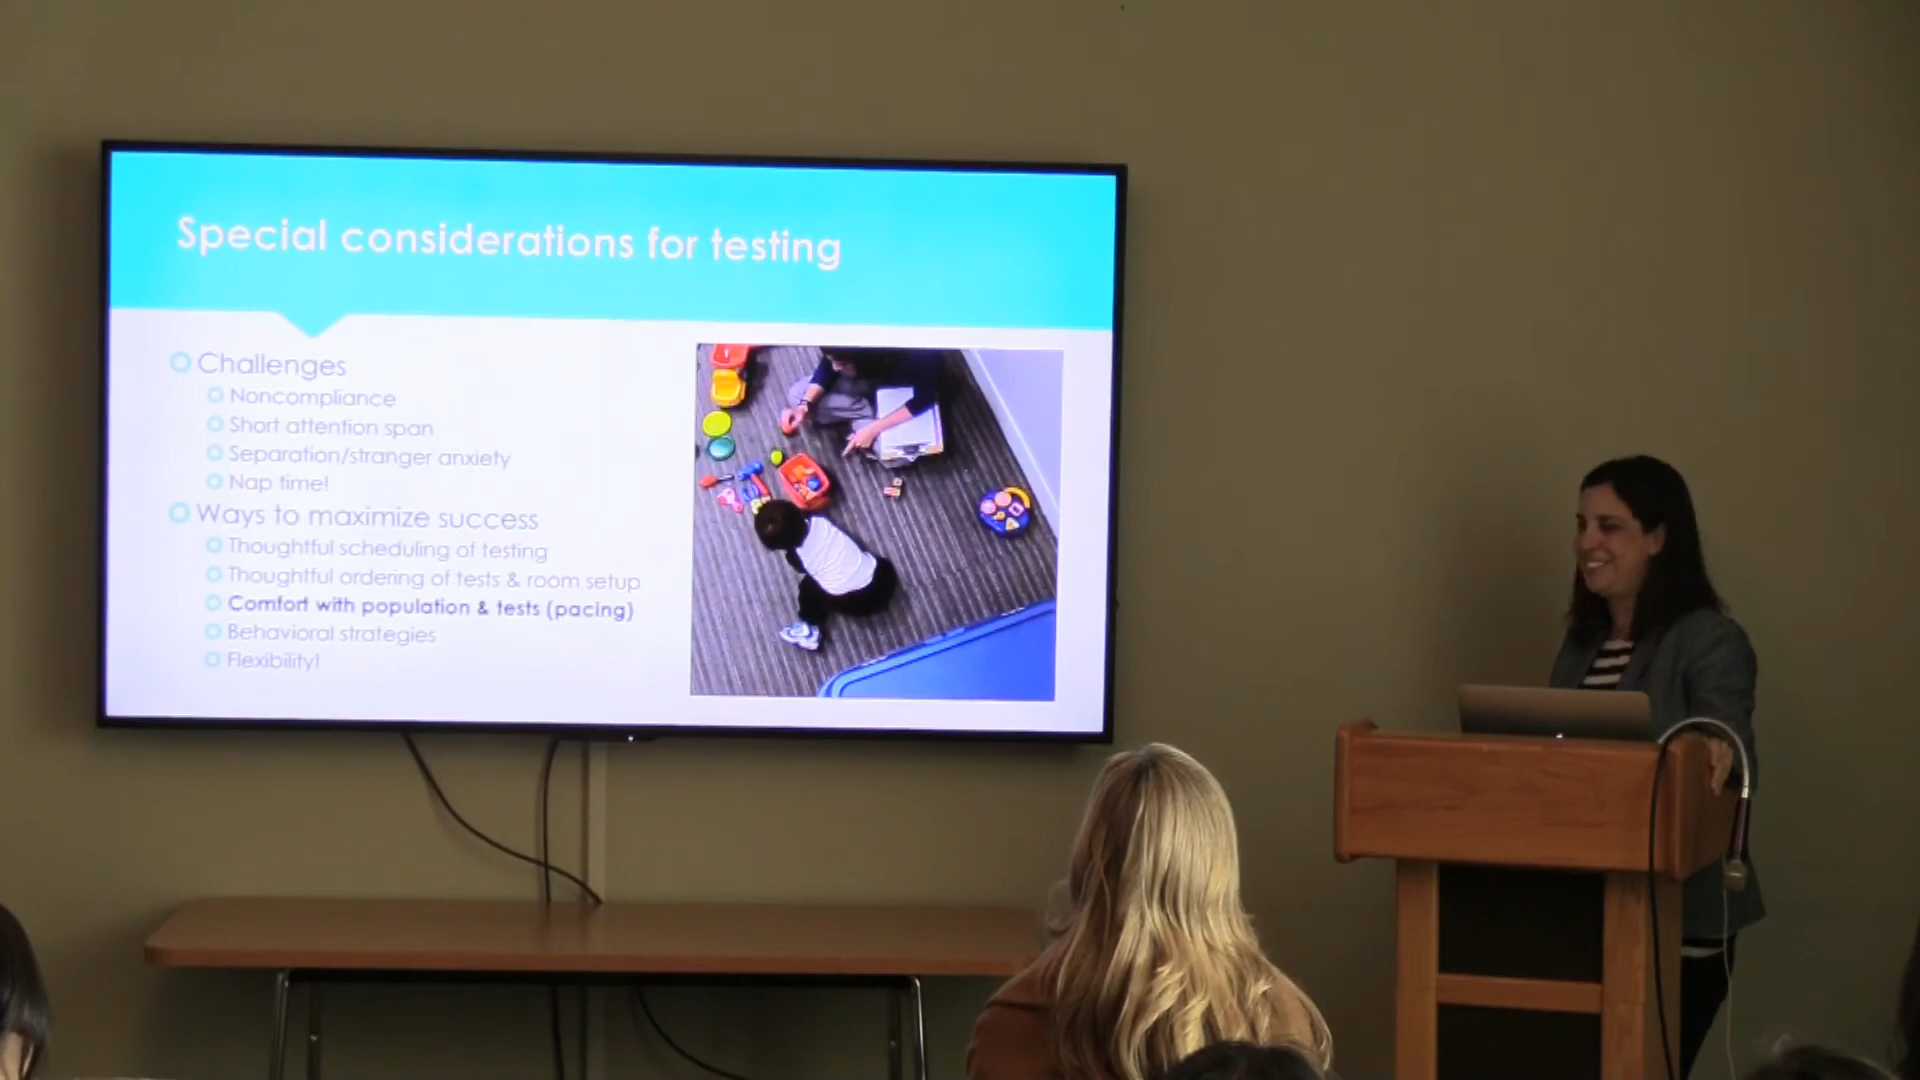 Special considerations for testing
Challenges
Noncompliance
Short attention span
Separation/stranger anxiety
Nap time!
Ways to maximize success
Thoughtful scheduling of testing
Thoughtful ordering of tests & room setup
Comfort with population & tests (pacing)
Behavioral strategies
Flexibility!